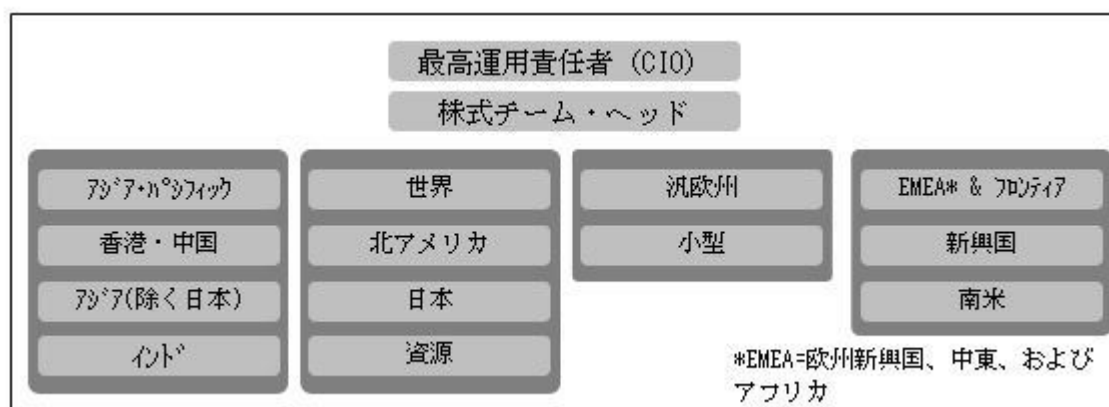 最高運用責任者 (CIO)
株式チーム・ヘッド
ｱｼﾞｱ・ﾊﾟｼﾌｨｯｸ
香港・中国
ｱｼﾞｱ(除く日本)
ｲﾝﾄﾞ
世界
北アメリカ
日本
資源
汎欧州
小型
EMEA* & ﾌﾛﾝﾃｨｱ
新興国
南米
*EMEA=欧州新興国、中東、および
アフリカ